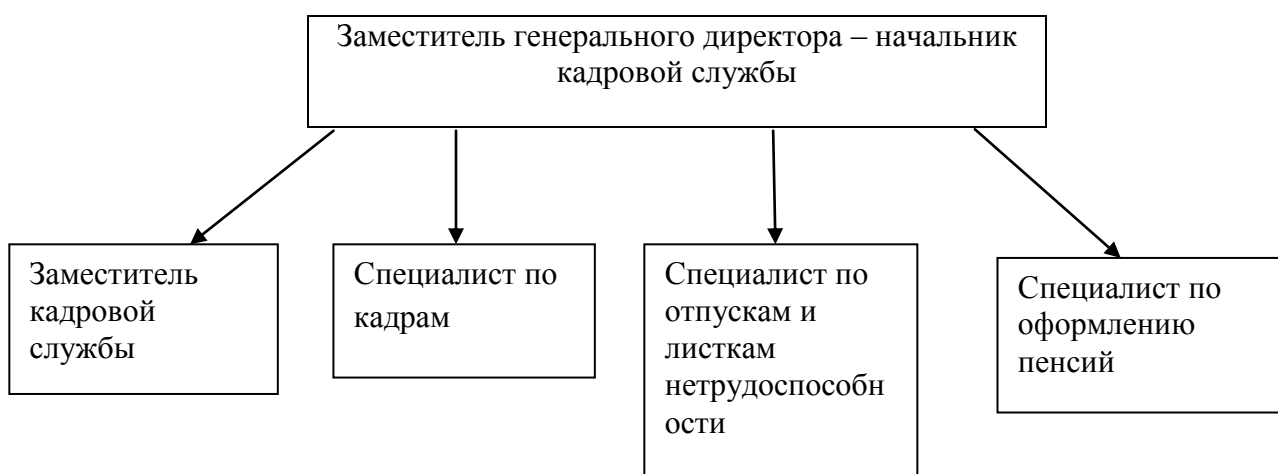 Заместитель генерального директора – начальник
кадровой службы
Заместитель
кадровой
службы
Специалист по
кадрам
Специалист по
отпускам и
листкам
нетрудоспособн
ости
Специалист по
оформлению
пенсий